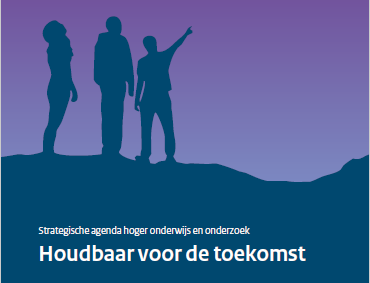 Strategische agenda hoger onderwijs en onderzoek
Houdbaar voor de toekomst